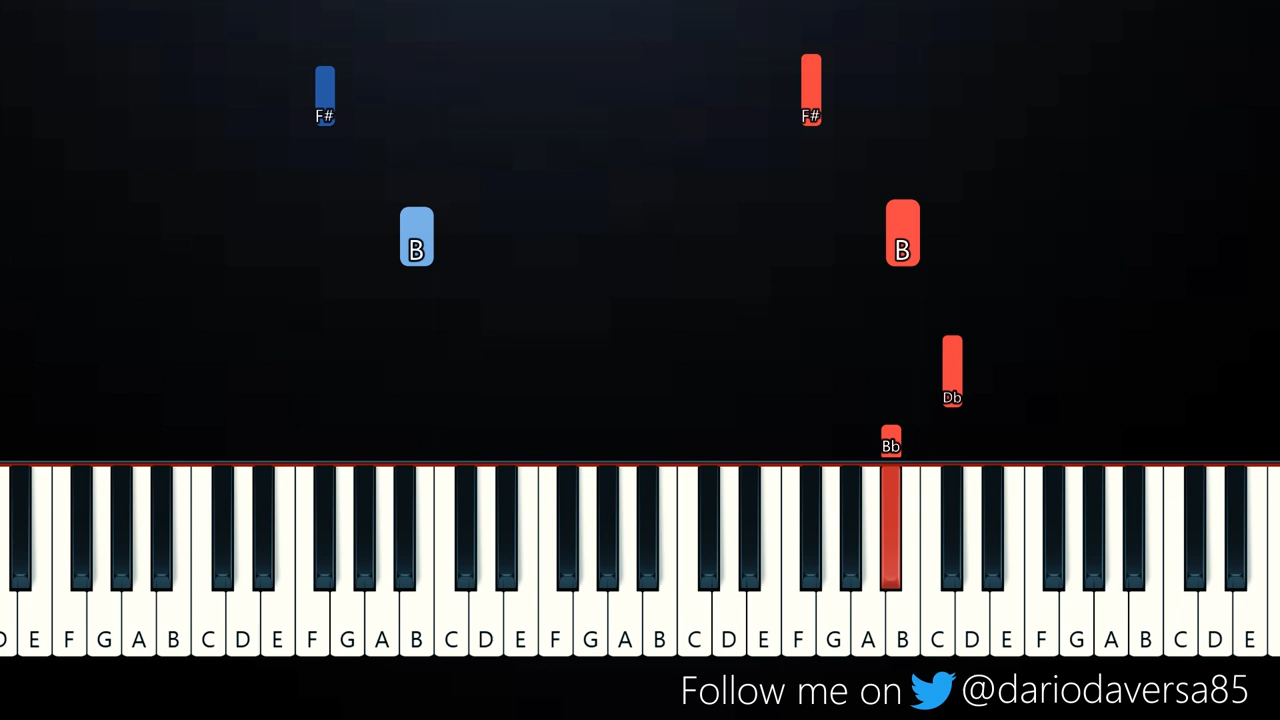 F# F#
B B
Db
Bb
D E F G A B C D E F G A B C D E F G A B C D E F G A B C D E F G A B C D E
Follow me on @dariodaversa85